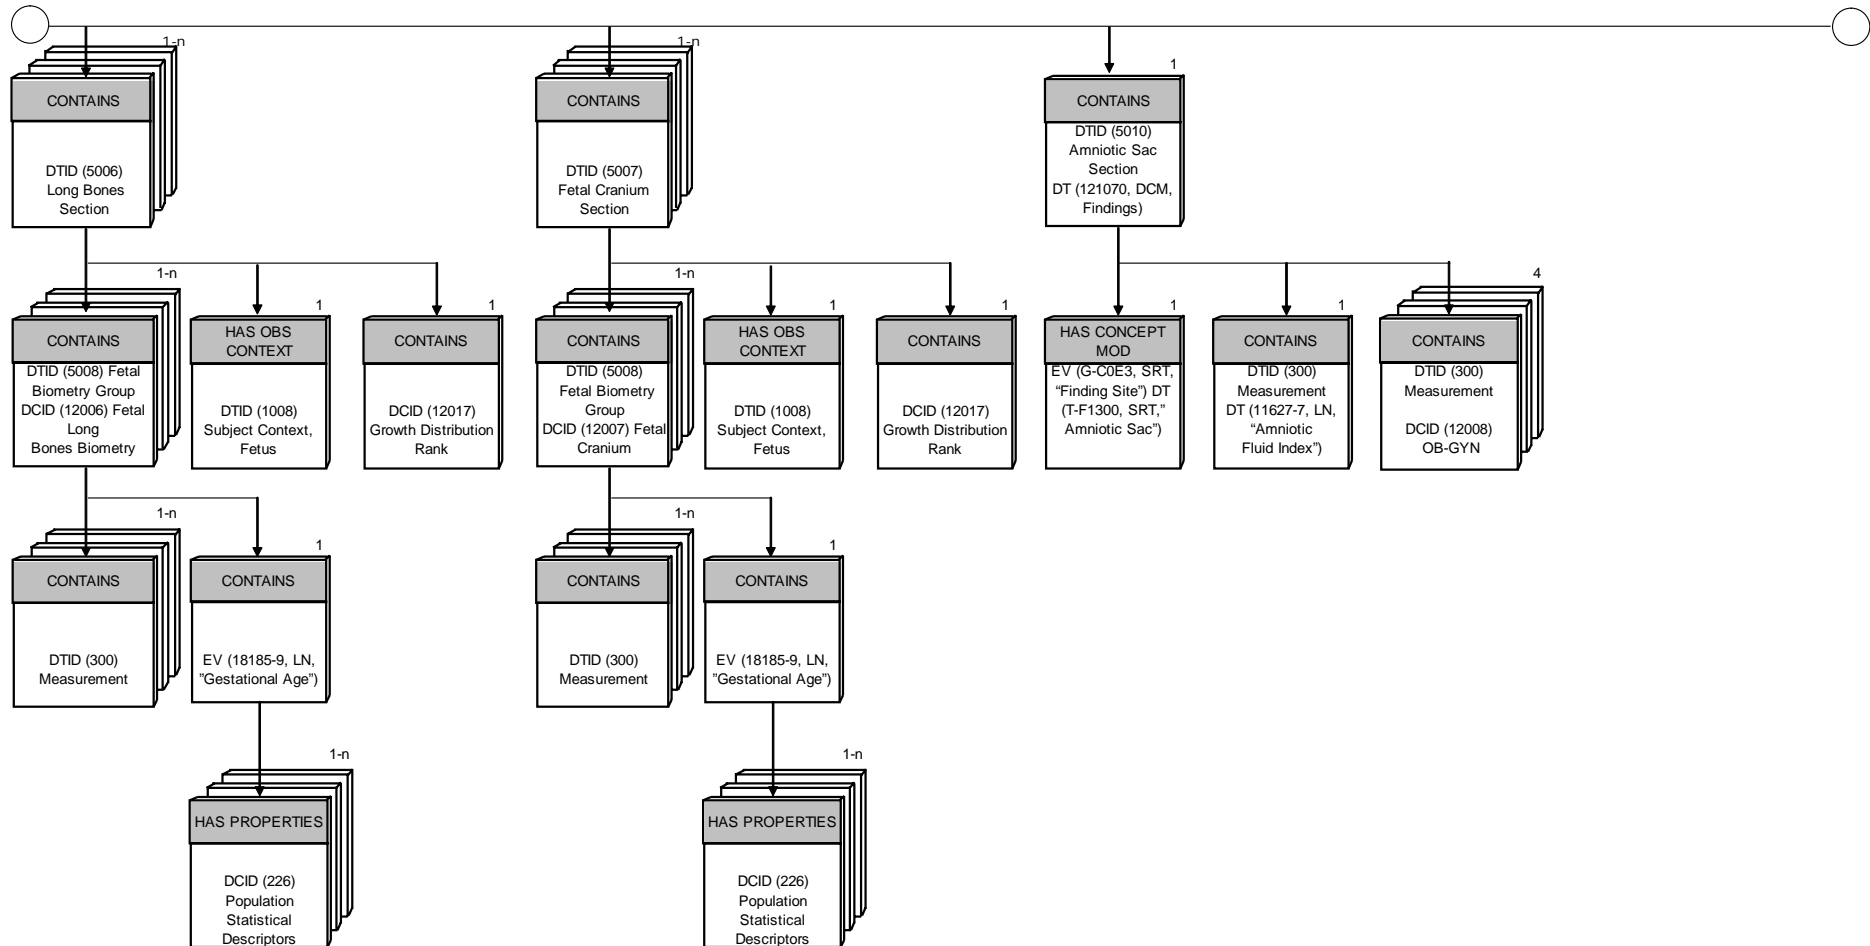 1-n
CONTAINS
DTID (5006)
Long Bones
Section
1-n
CONTAINS
DTID (5007)
Fetal Cranium
Section
1
CONTAINS
DTID (5010)
Amniotic Sac
Section
DT (121070, DCM,
Findings)
1-n
CONTAINS
DTID (5008) Fetal
Biometry Group
DCID (12006) Fetal
Long
Bones Biometry
1
HAS OBS
CONTEXT
DTID (1008)
Subject Context,
Fetus
1
CONTAINS
DCID (12017)
Growth Distribution
Rank
1-n
CONTAINS
DTID (5008)
Fetal Biometry
Group
DCID (12007) Fetal
Cranium
1
HAS OBS
CONTEXT
DTID (1008)
Subject Context,
Fetus
1
CONTAINS
DCID (12017)
Growth Distribution
Rank
1
HAS CONCEPT
MOD
EV (G-C0E3, SRT,
“Finding Site”) DT
(T-F1300, SRT,”
Amniotic Sac”)
1
CONTAINS
DTID (300)
Measurement
DT (11627-7, LN,
“Amniotic
Fluid Index”)
4
CONTAINS
DTID (300)
Measurement
DCID (12008)
OB-GYN
1-n
CONTAINS
DTID (300)
Measurement
1
CONTAINS
EV (18185-9, LN,
”Gestational Age”)
1-n
CONTAINS
DTID (300)
Measurement
1
CONTAINS
EV (18185-9, LN,
”Gestational Age”)
1-n
HAS PROPERTIES
DCID (226)
Population
Statistical
Descriptors
1-n
HAS PROPERTIES
DCID (226)
Population
Statistical
Descriptors